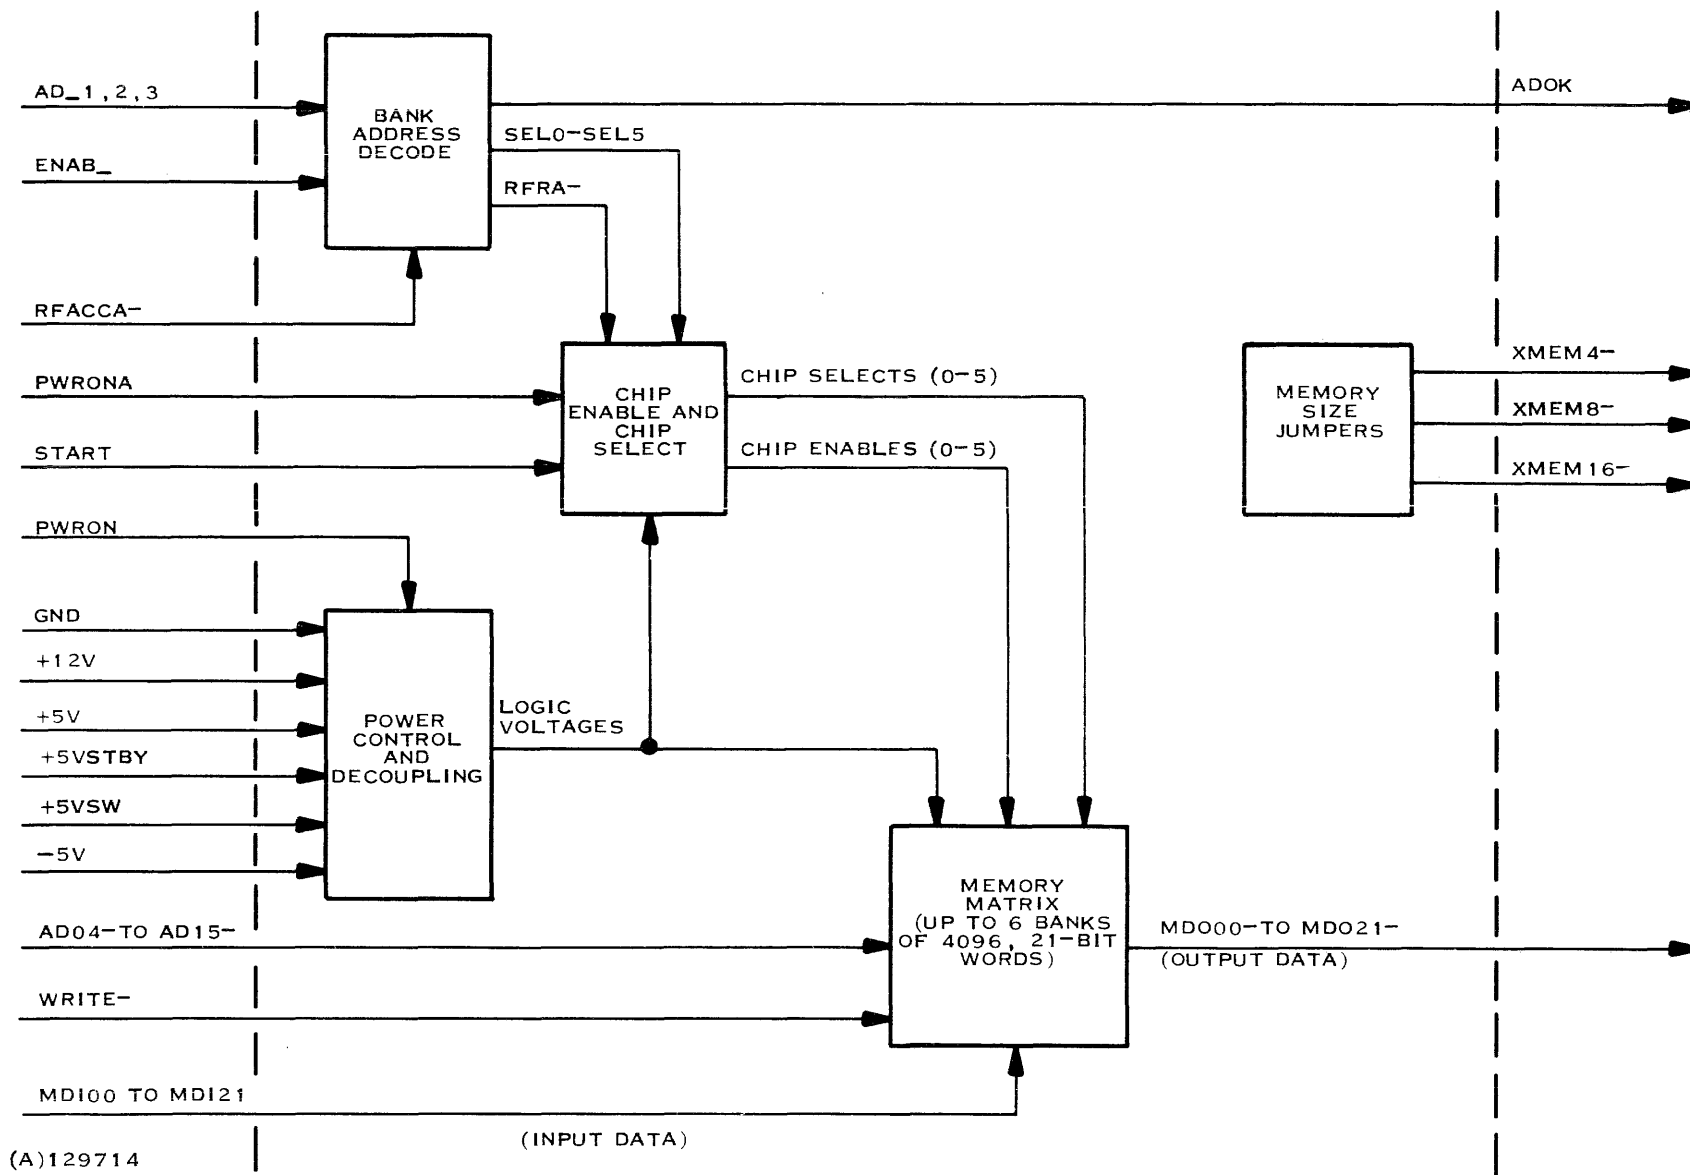 AD_1,2,3
ENAB_
RFACCA-
PWRONA
START
PWRON
GND
+12V
+5V
+5VSTBY
+5VSW
-5V
AD04-TO AD15-
WRITE-
MDI00 TO MDI21
(INPUT DATA)
(A)129714
BANK
ADDRESS
DECODE
SEL0-SEL5
RFRA-
ADOK
CHIP
ENABLE AND
CHIP
SELECT
CHIP SELECTS (0-5)
CHIP ENABLES (0-5)
MEMORY
SIZE
JUMPERS
XMEM4-
XMEM8-
XMEM16-
POWER
CONTROL
AND
DECOUPLING
LOGIC
VOLTAGES
MEMORY
MATRIX
(UP TO 6 BANKS
OF 4096, 21-BIT
WORDS)
MDO00-TO MDO21-
(OUTPUT DATA)